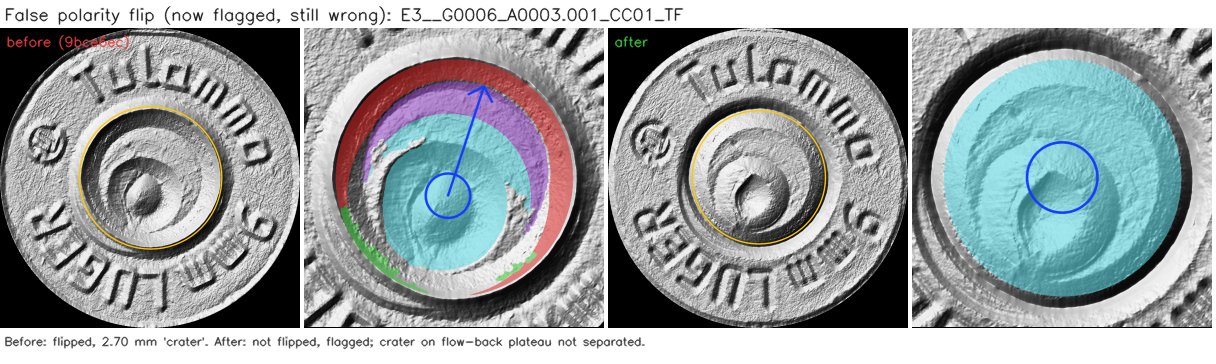 False polarity flip (now flagged, still wrong): E3__G0006_A0003.001_CC01_TF
before (9bce6ec)
after
Tulammo
9mm LUGER
Tulammo
9mm LUGER
Before: flipped, 2.70 mm 'crater'. After: not flipped, flagged; crater on flow-back plateau not separated.